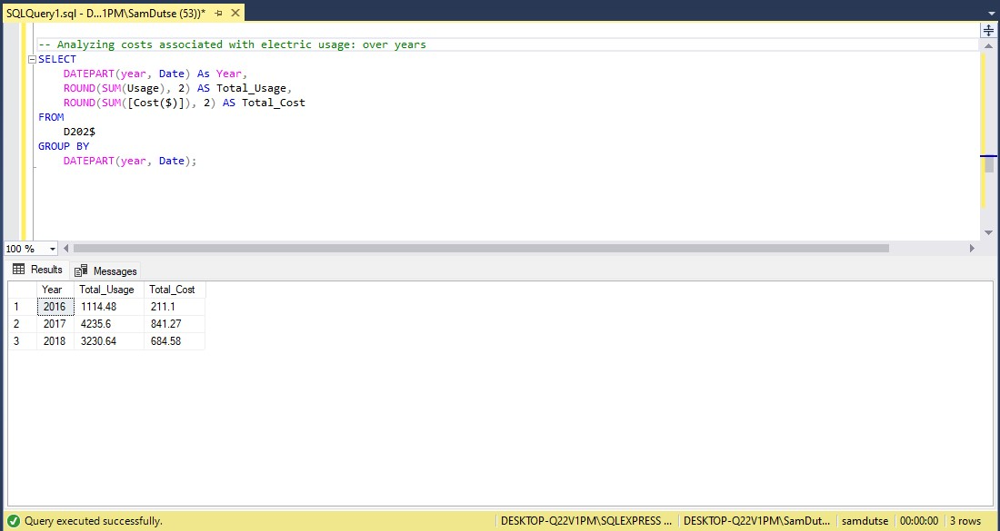 SQLQuery1.sql - D...1PM\SamDutse (53))*
-- Analyzing costs associated with electric usage: over years
SELECT
DATEPART(year, Date) As Year,
ROUND(SUM(Usage), 2) AS Total_Usage,
ROUND(SUM([Cost($)]), 2) AS Total_Cost
FROM
D202$
GROUP BY
DATEPART(year, Date);
100 %
Results Messages
Year Total_Usage Total_Cost
1 2016 1114.48 211.1
2 2017 4235.6 841.27
3 2018 3230.64 684.58
Query executed successfully. DESKTOP-Q22V1PM\SQLEXPRESS ... DESKTOP-Q22V1PM\SamDut... samdutse 00:00:00 3 rows